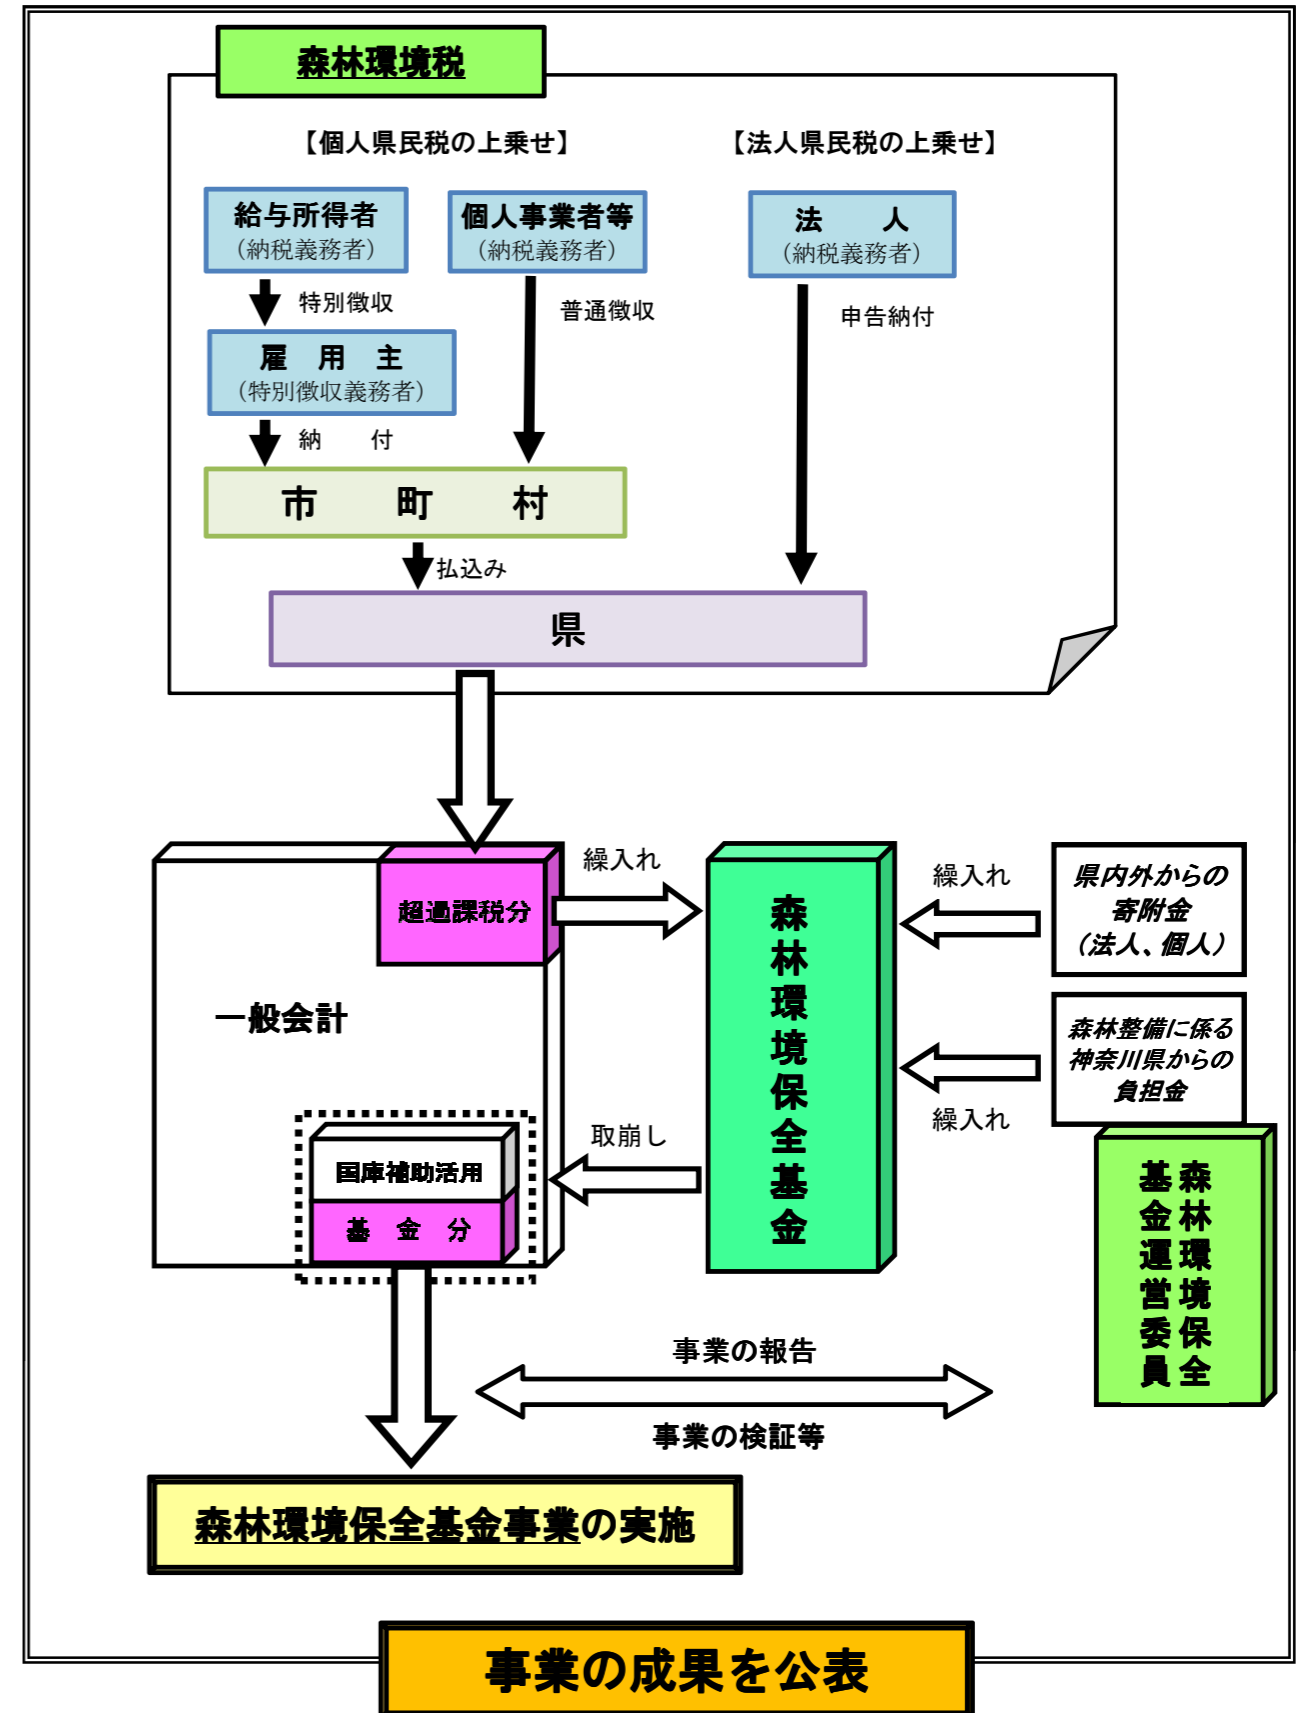 森林環境税
【個人県民税の上乗せ】
【法人県民税の上乗せ】
給与所得者
（納税義務者）
個人事業者等
（納税義務者）
法　　人
（納税義務者）
特別徴収
普通徴収
申告納付
雇　用　主
（特別徴収義務者）
納　　付
市　　町　　村
払込み
県
超過課税分
一般会計
繰入れ
森林環境保全基金
繰入れ
県内外からの
寄附金
（法人、個人）
森林整備に係る
神奈川県からの
負担金
繰入れ
取崩し
国庫補助活用
基　金　分
森林環境保全
基金運営委員
事業の報告
事業の検証等
森林環境保全基金事業の実施
事業の成果を公表